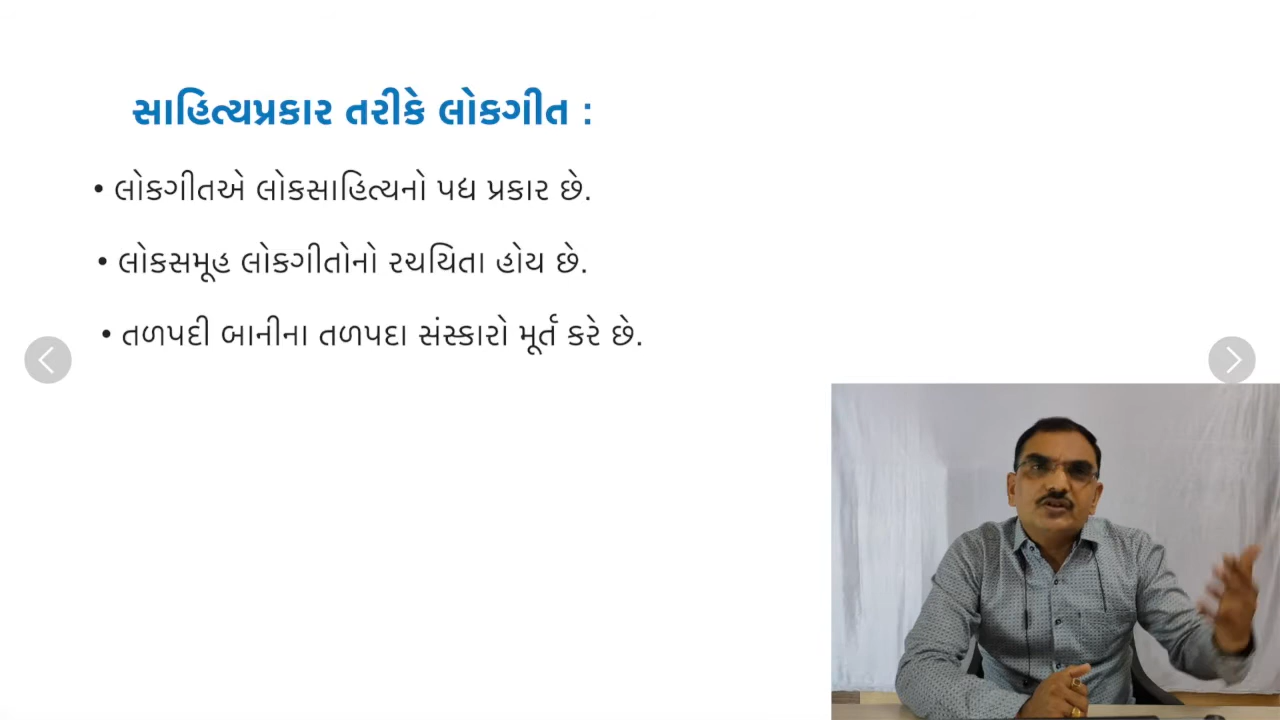 સાહિત્યપ્રકાર તરીકે લોકગીત :
• લોકગીતએ લોકસાહિત્યનો પદ્ય પ્રકાર છે.
• લોકસમૂહ લોકગીતોનો રચયિતા હોય છે.
• તળપદી બાનીના તળપદા સંસ્કારો મૂર્ત કરે છે.